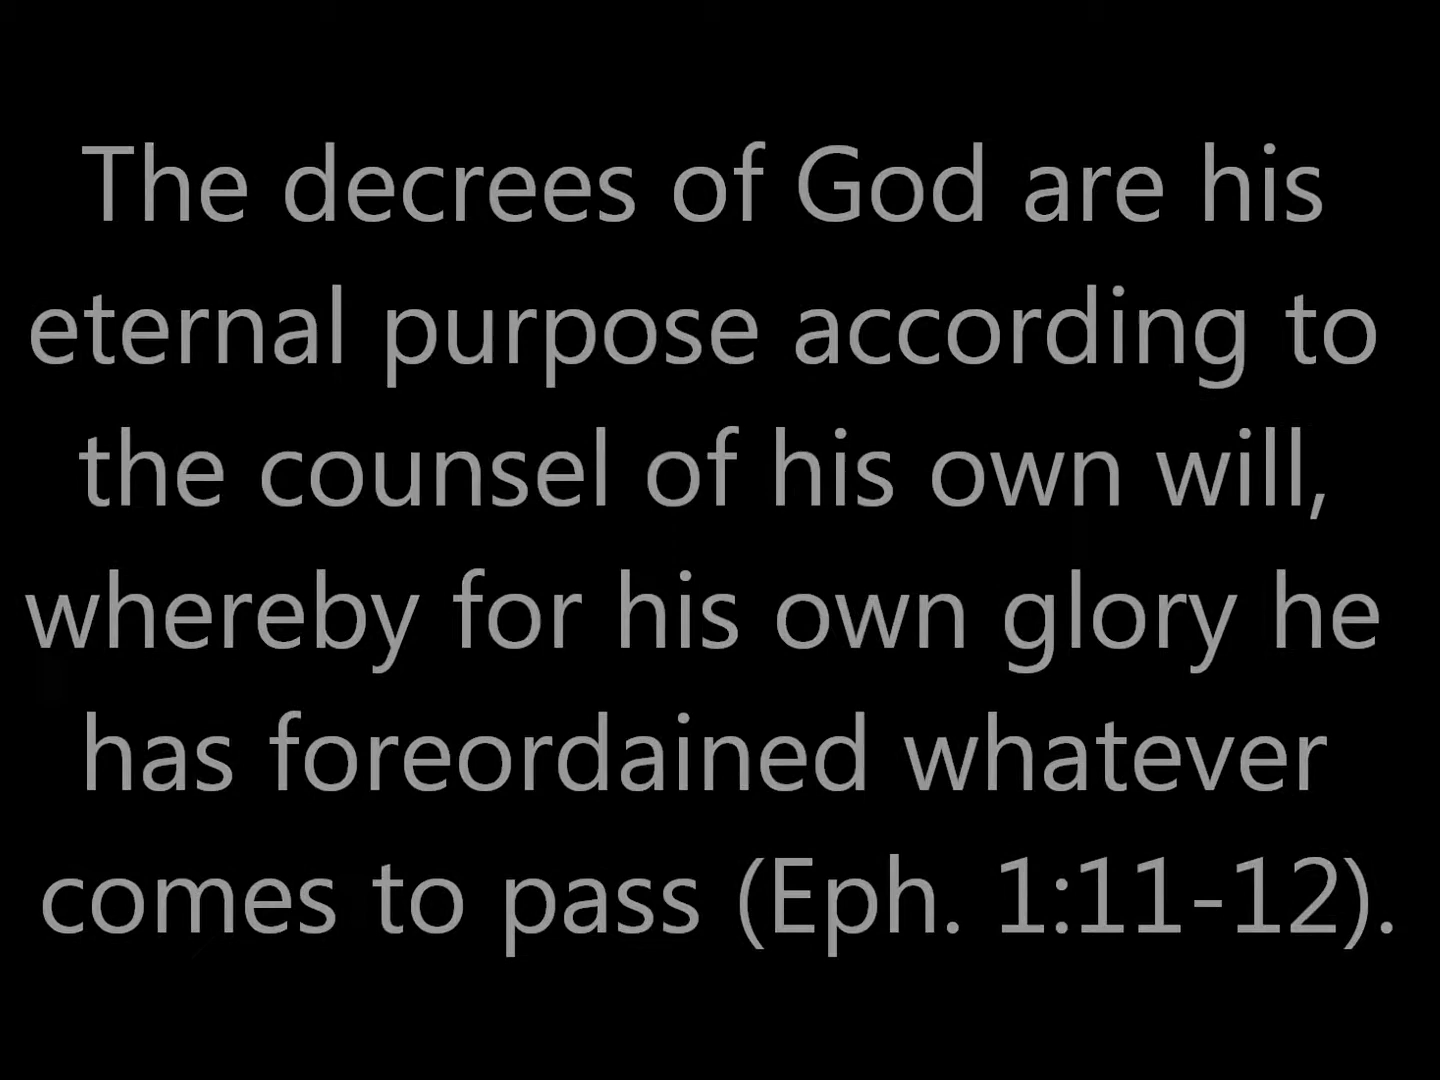 The decrees of God are his
eternal purpose according to
the counsel of his own will,
whereby for his own glory he
has foreordained whatever
comes to pass (Eph. 1:11-12).